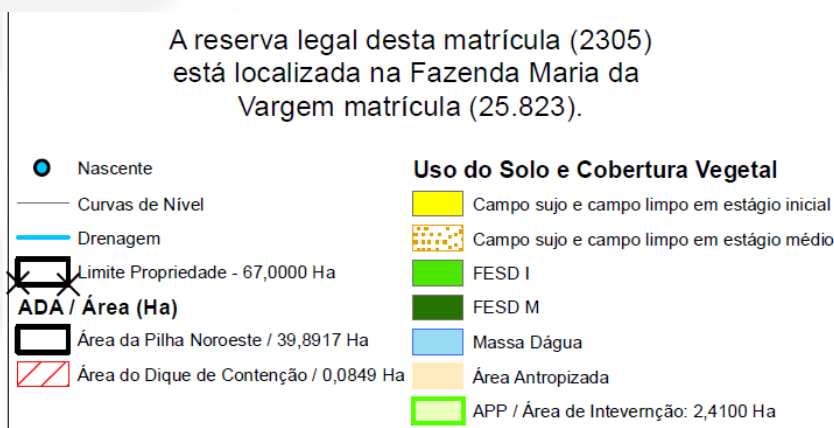 A reserva legal desta matrícula (2305)
está localizada na Fazenda Maria da
Vargem matrícula (25.823).
Nascente
Curvas de Nível
Drenagem
Limite Propriedade - 67,0000 Ha
ADA / Área (Ha)
Área da Pilha Noroeste / 39,8917 Ha
Área do Dique de Contenção / 0,0849 Ha
Uso do Solo e Cobertura Vegetal
Campo sujo e campo limpo em estágio inicial
Campo sujo e campo limpo em estágio médio
FESD I
FESD M
Massa Dágua
Área Antropizada
APP / Área de Intevernção: 2,4100 Ha